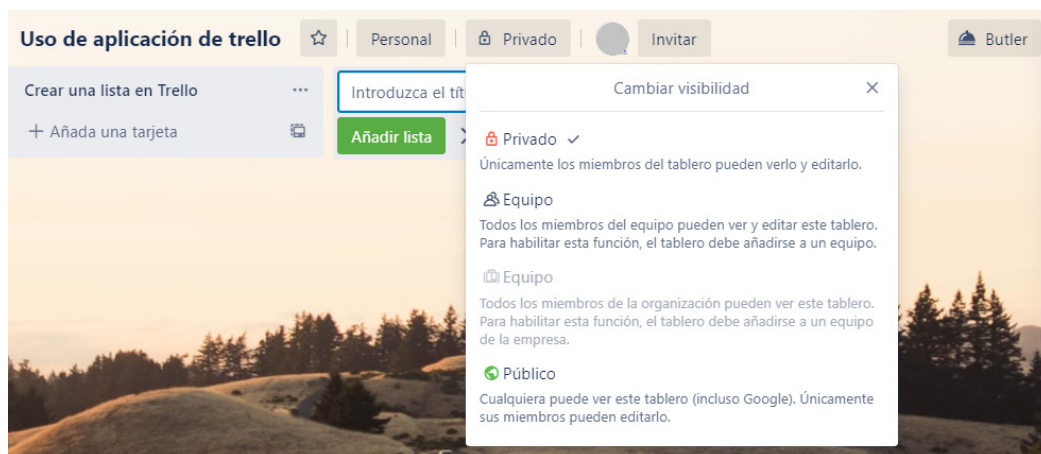 Uso de aplicación de trello
Personal
Privado
Invitar
Butler
Crear una lista en Trello
Añada una tarjeta
Introduzca el
Añadir lista
Cambiar visibilidad
Privado
Únicamente los miembros del tablero pueden verlo y editarlo.
Equipo
Todos los miembros del equipo pueden ver y editar este tablero.
Para habilitar esta función, el tablero debe añadirse a un equipo.
Equipo
Todos los miembros de la organización pueden ver este tablero.
Para habilitar esta función, el tablero debe añadirse a un equipo
de la empresa.
Público
Cualquiera puede ver este tablero (incluso Google). Únicamente
sus miembros pueden editarlo.